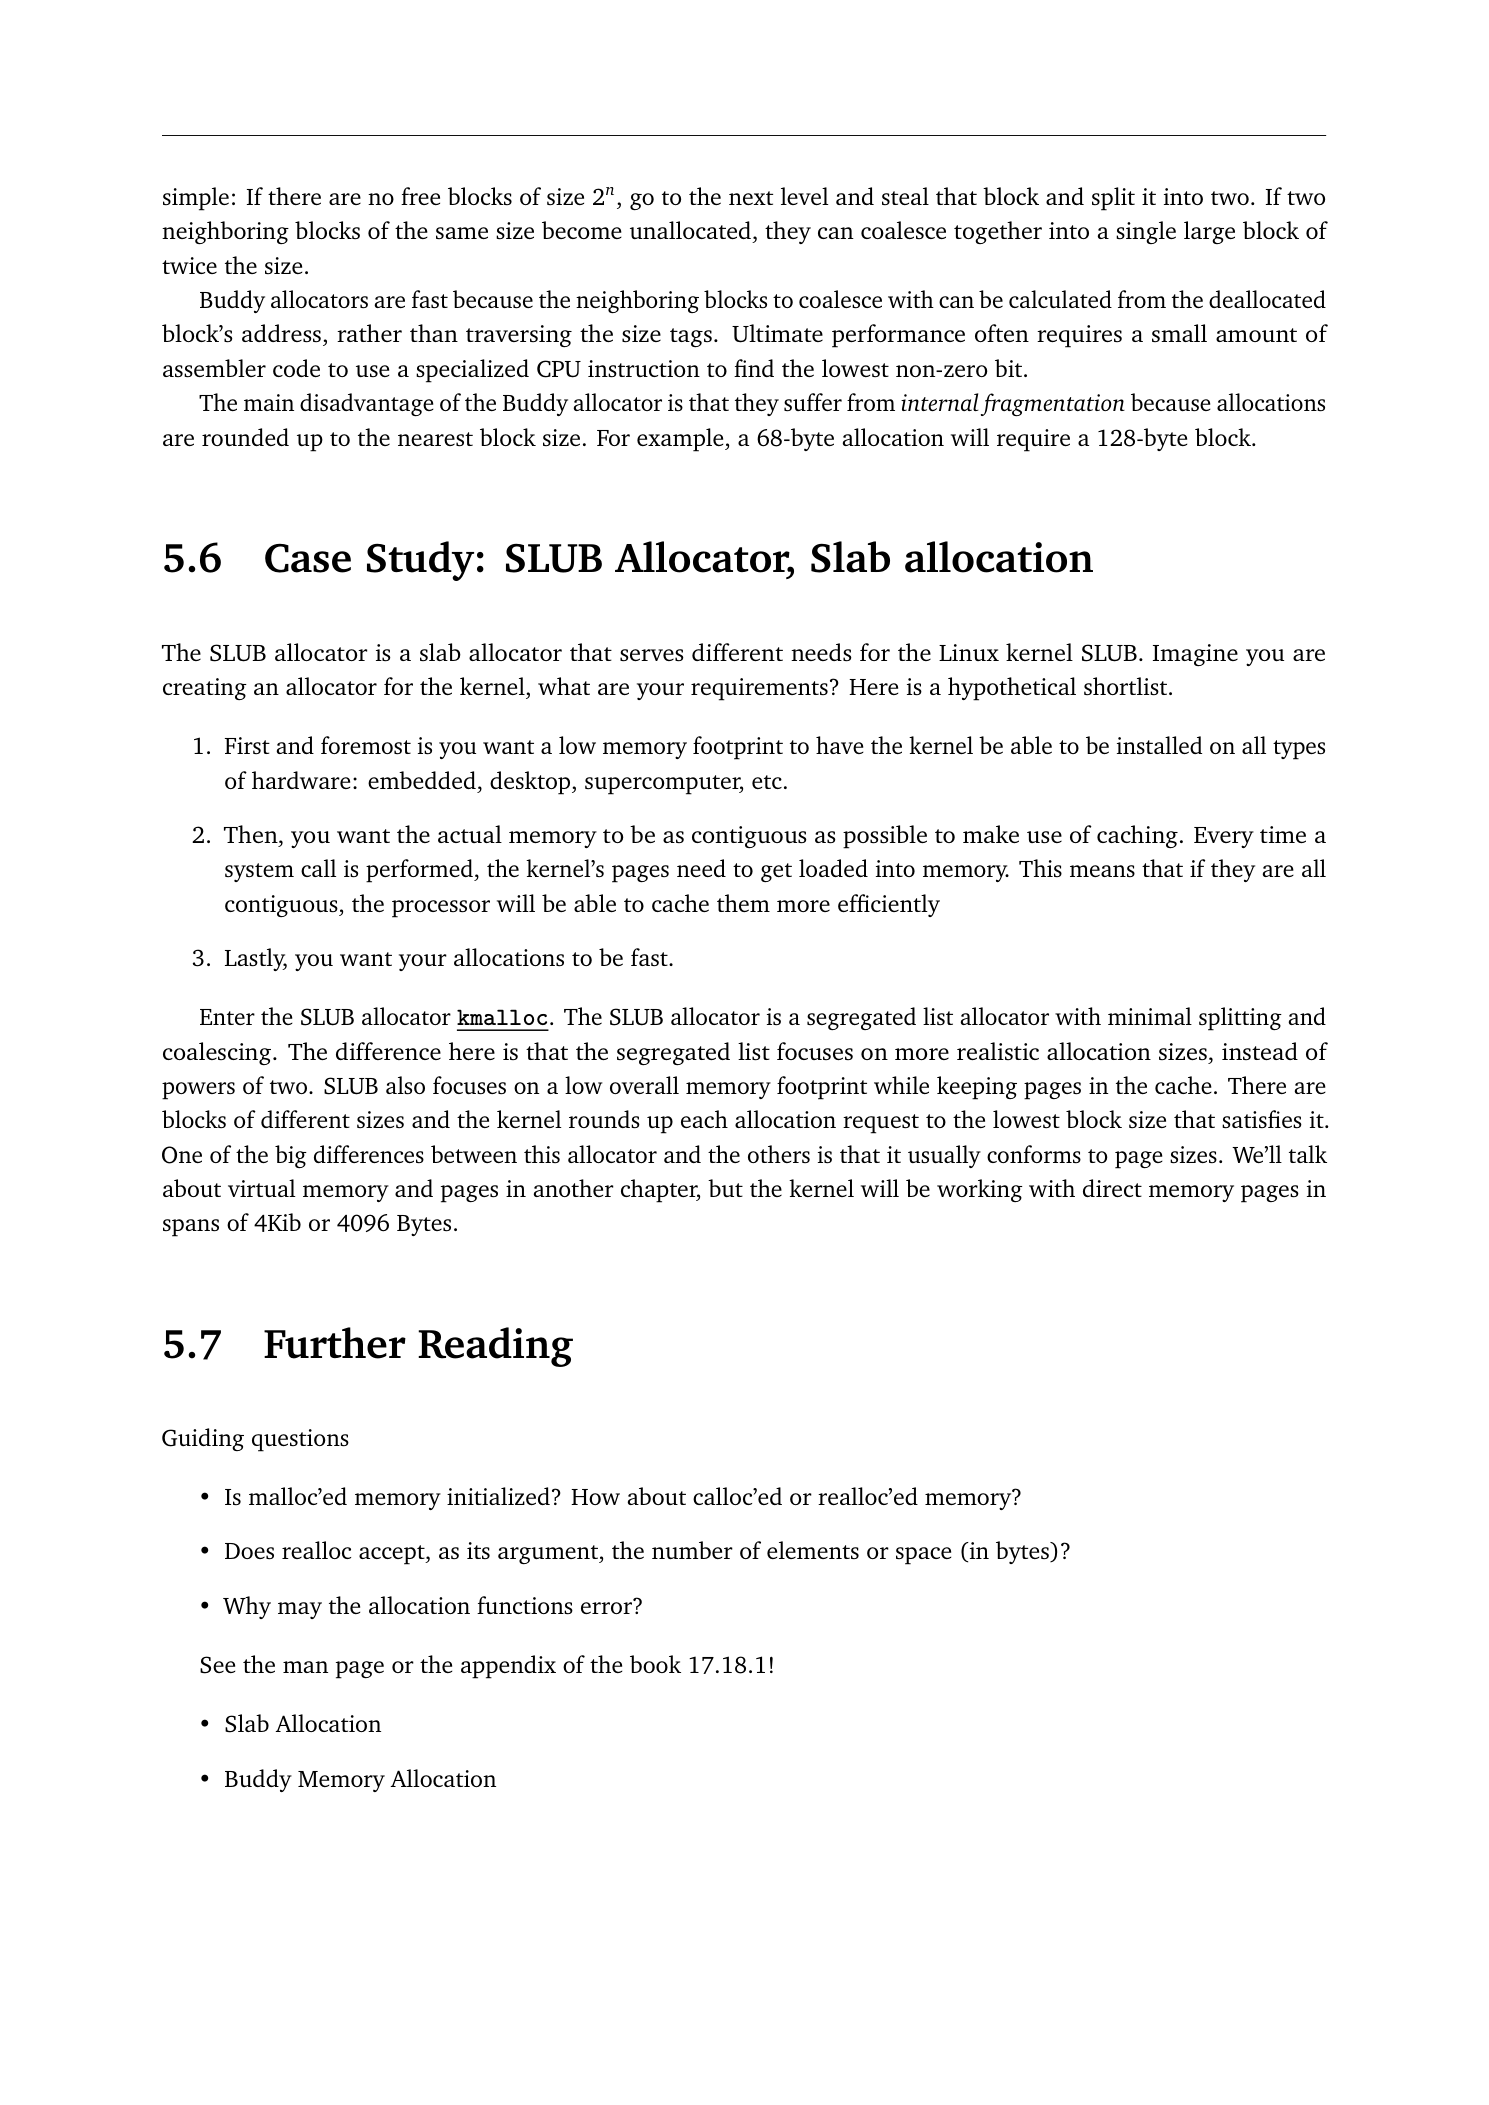 simple: If there are no free blocks of size 2ⁿ, go to the next level and steal that block and split it into two. If two
neighboring blocks of the same size become unallocated, they can coalesce together into a single large block of
twice the size.
Buddy allocators are fast because the neighboring blocks to coalesce with can be calculated from the deallocated
block’s address, rather than traversing the size tags. Ultimate performance often requires a small amount of
assembler code to use a specialized CPU instruction to find the lowest non-zero bit.
The main disadvantage of the Buddy allocator is that they suffer from internal fragmentation because allocations
are rounded up to the nearest block size. For example, a 68-byte allocation will require a 128-byte block.
5.6 Case Study: SLUB Allocator, Slab allocation
The SLUB allocator is a slab allocator that serves different needs for the Linux kernel SLUB. Imagine you are
creating an allocator for the kernel, what are your requirements? Here is a hypothetical shortlist.
1. First and foremost is you want a low memory footprint to have the kernel be able to be installed on all types
of hardware: embedded, desktop, supercomputer, etc.
2. Then, you want the actual memory to be as contiguous as possible to make use of caching. Every time a
system call is performed, the kernel’s pages need to get loaded into memory. This means that if they are all
contiguous, the processor will be able to cache them more efficiently
3. Lastly, you want your allocations to be fast.
Enter the SLUB allocator kmalloc. The SLUB allocator is a segregated list allocator with minimal splitting and
coalescing. The difference here is that the segregated list focuses on more realistic allocation sizes, instead of
powers of two. SLUB also focuses on a low overall memory footprint while keeping pages in the cache. There are
blocks of different sizes and the kernel rounds up each allocation request to the lowest block size that satisfies it.
One of the big differences between this allocator and the others is that it usually conforms to page sizes. We’ll talk
about virtual memory and pages in another chapter, but the kernel will be working with direct memory pages in
spans of 4Kib or 4096 Bytes.
5.7 Further Reading
Guiding questions
• Is malloc’ed memory initialized? How about calloc’ed or realloc’ed memory?
• Does realloc accept, as its argument, the number of elements or space (in bytes)?
• Why may the allocation functions error?
See the man page or the appendix of the book 17.18.1!
• Slab Allocation
• Buddy Memory Allocation